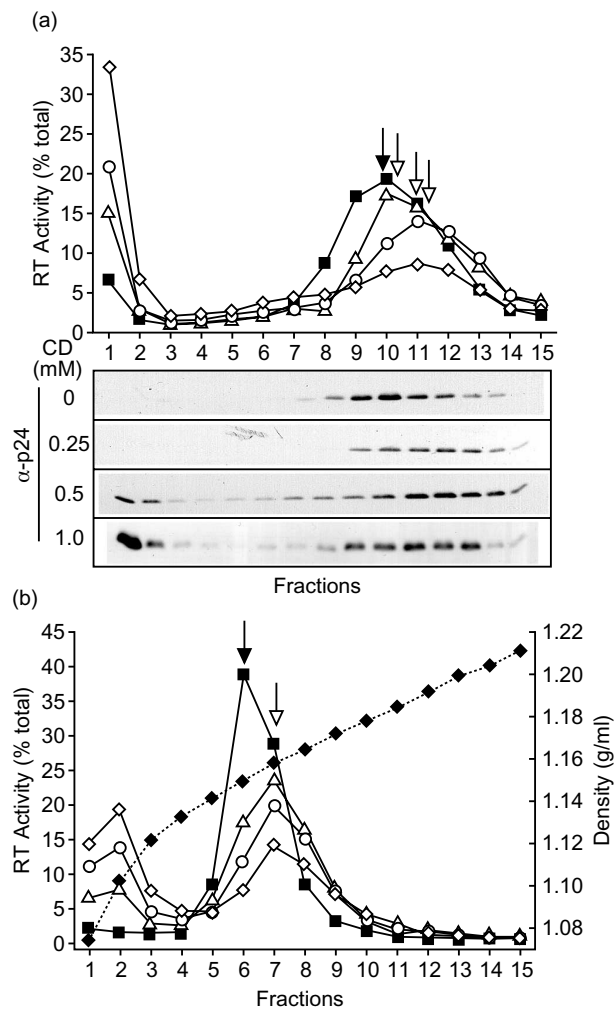 (a)
RT Activity (% total)
35
30
25
20
15
10
5
0
1 2 3 4 5 6 7 8 9 10 11 12 13 14 15
CD
(mM)
α-p24
0
0.25
0.5
1.0
Fractions
(b)
RT Activity (% total)
45
40
35
30
25
20
15
10
5
0
1.22
1.20
1.18
1.16
1.14
1.12
1.10
1.08
Density (g/ml)
1 2 3 4 5 6 7 8 9 10 11 12 13 14 15
Fractions